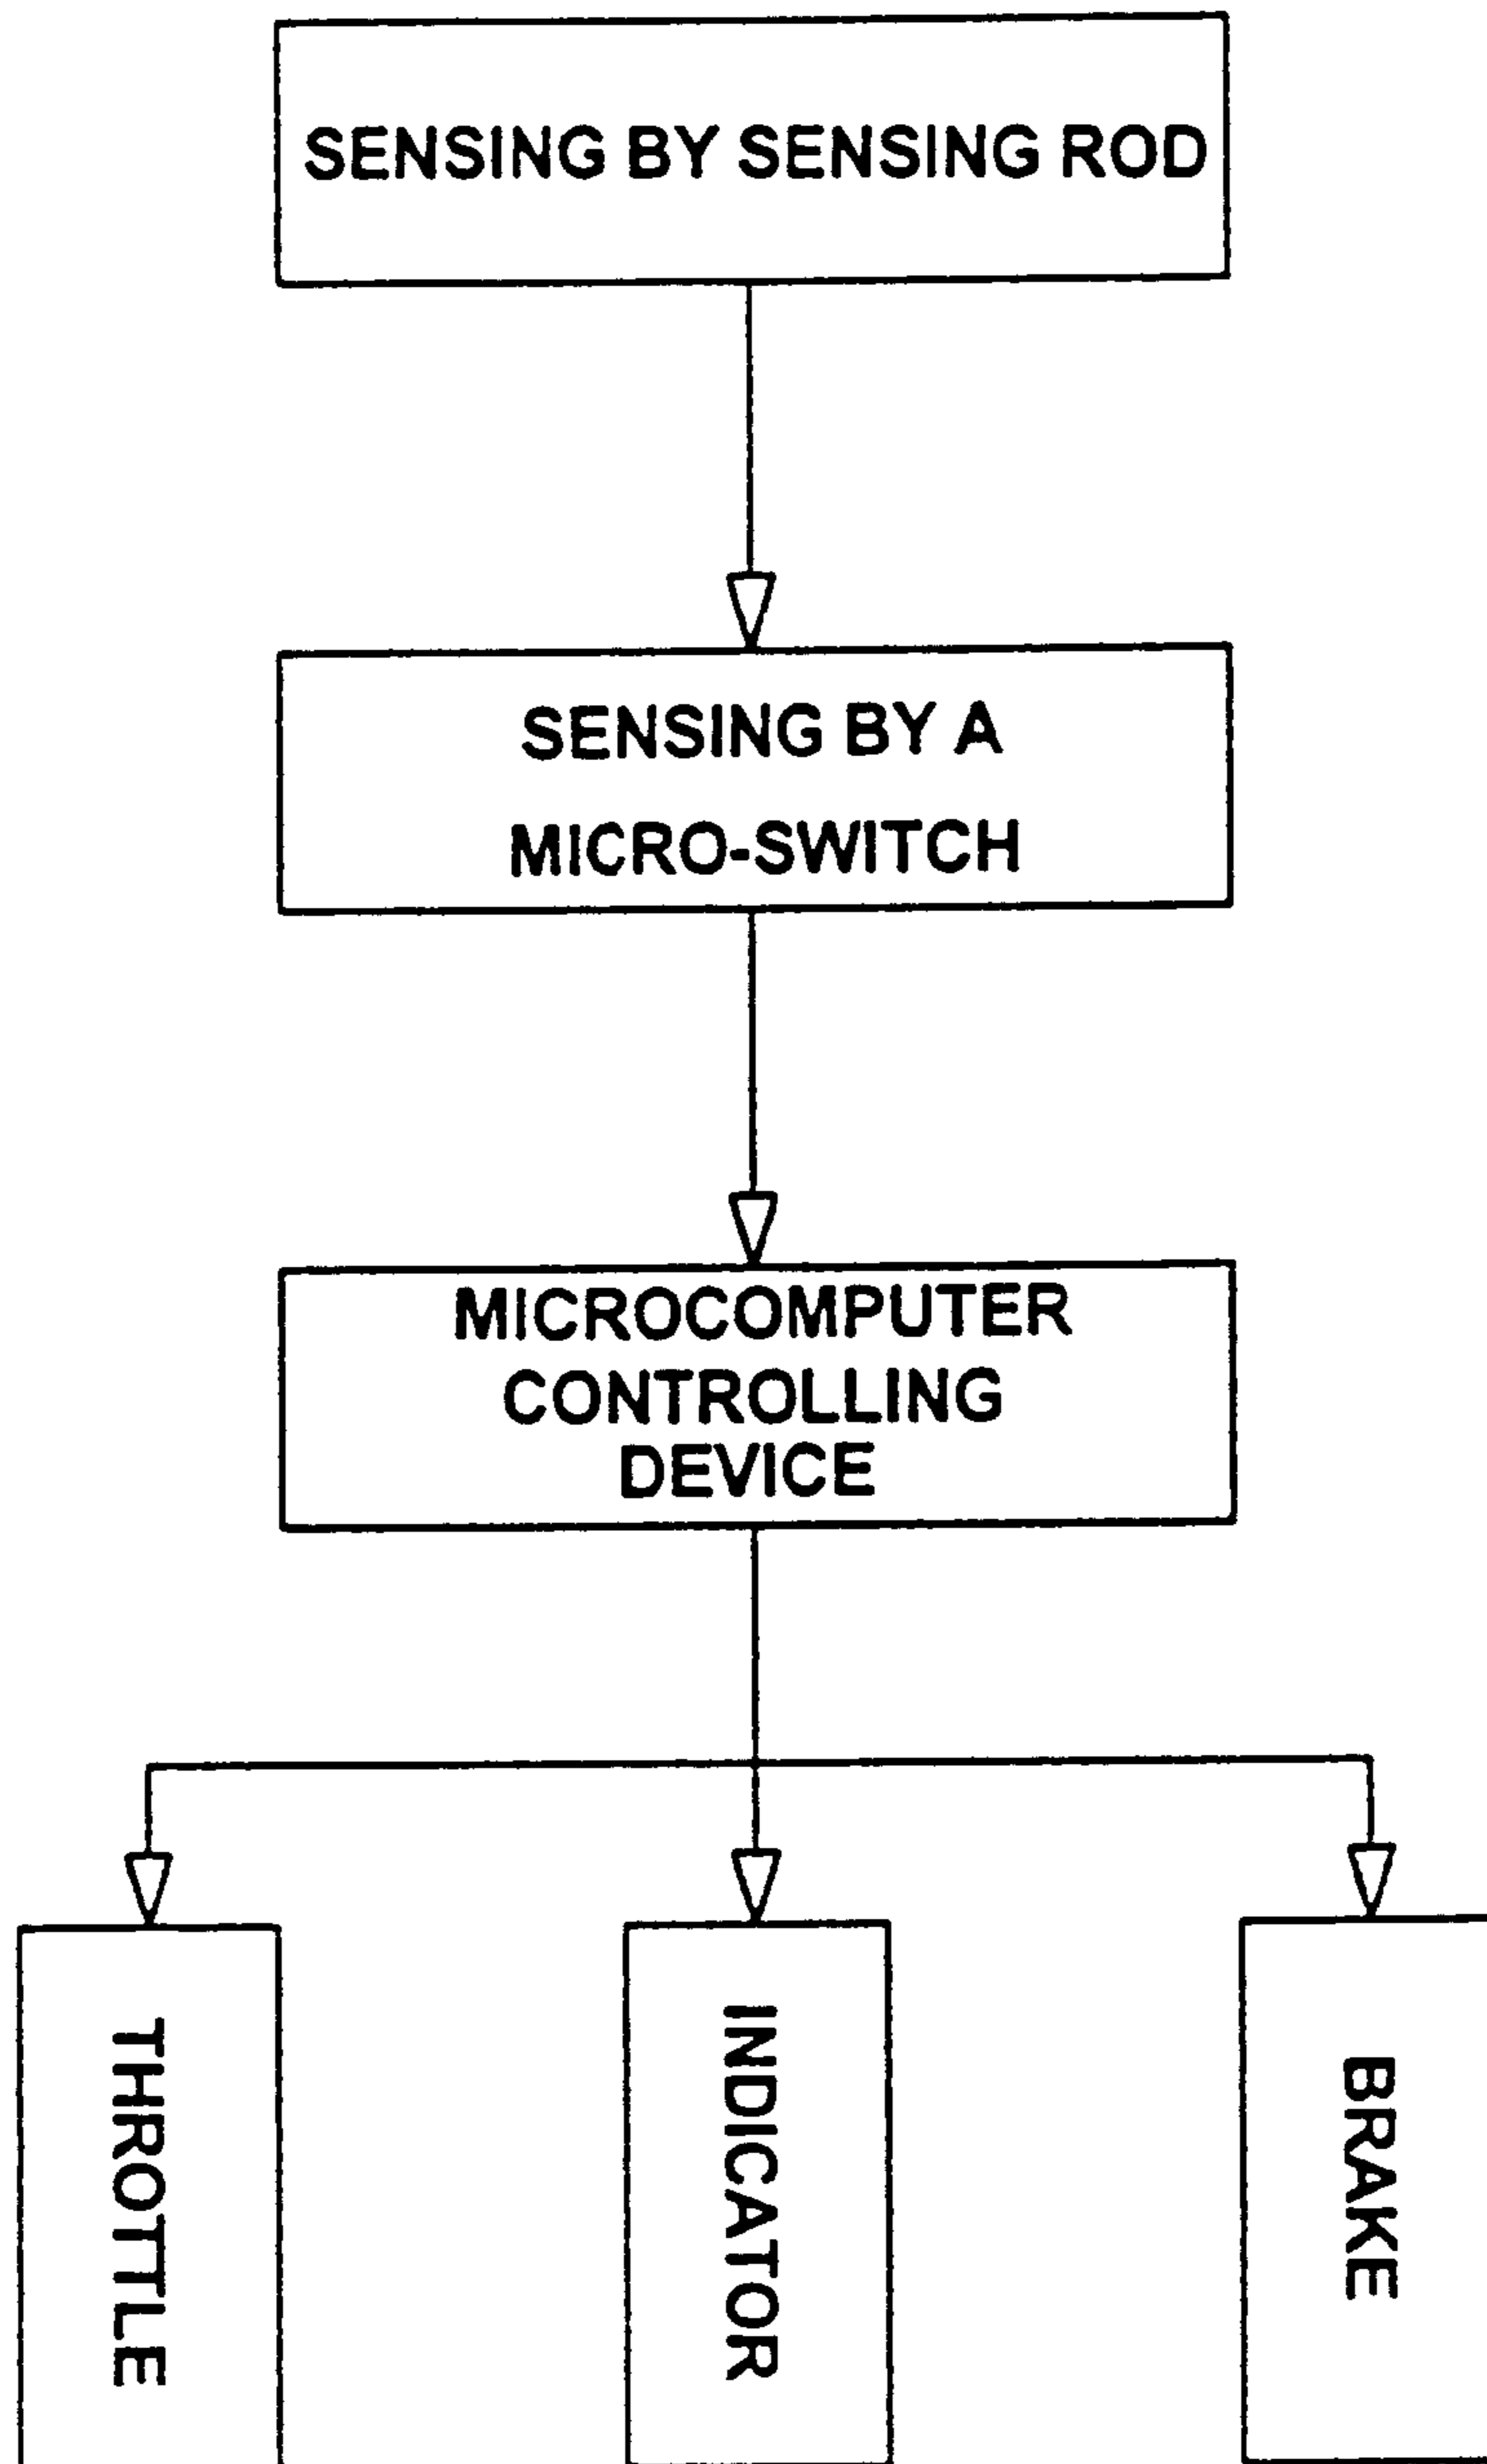 SENSING BY SENSING ROD
SENSING BY A
MICRO-SWITCH
MICROCOMPUTER
CONTROLLING
DEVICE
THROTTLE
INDICATOR
BRAKE